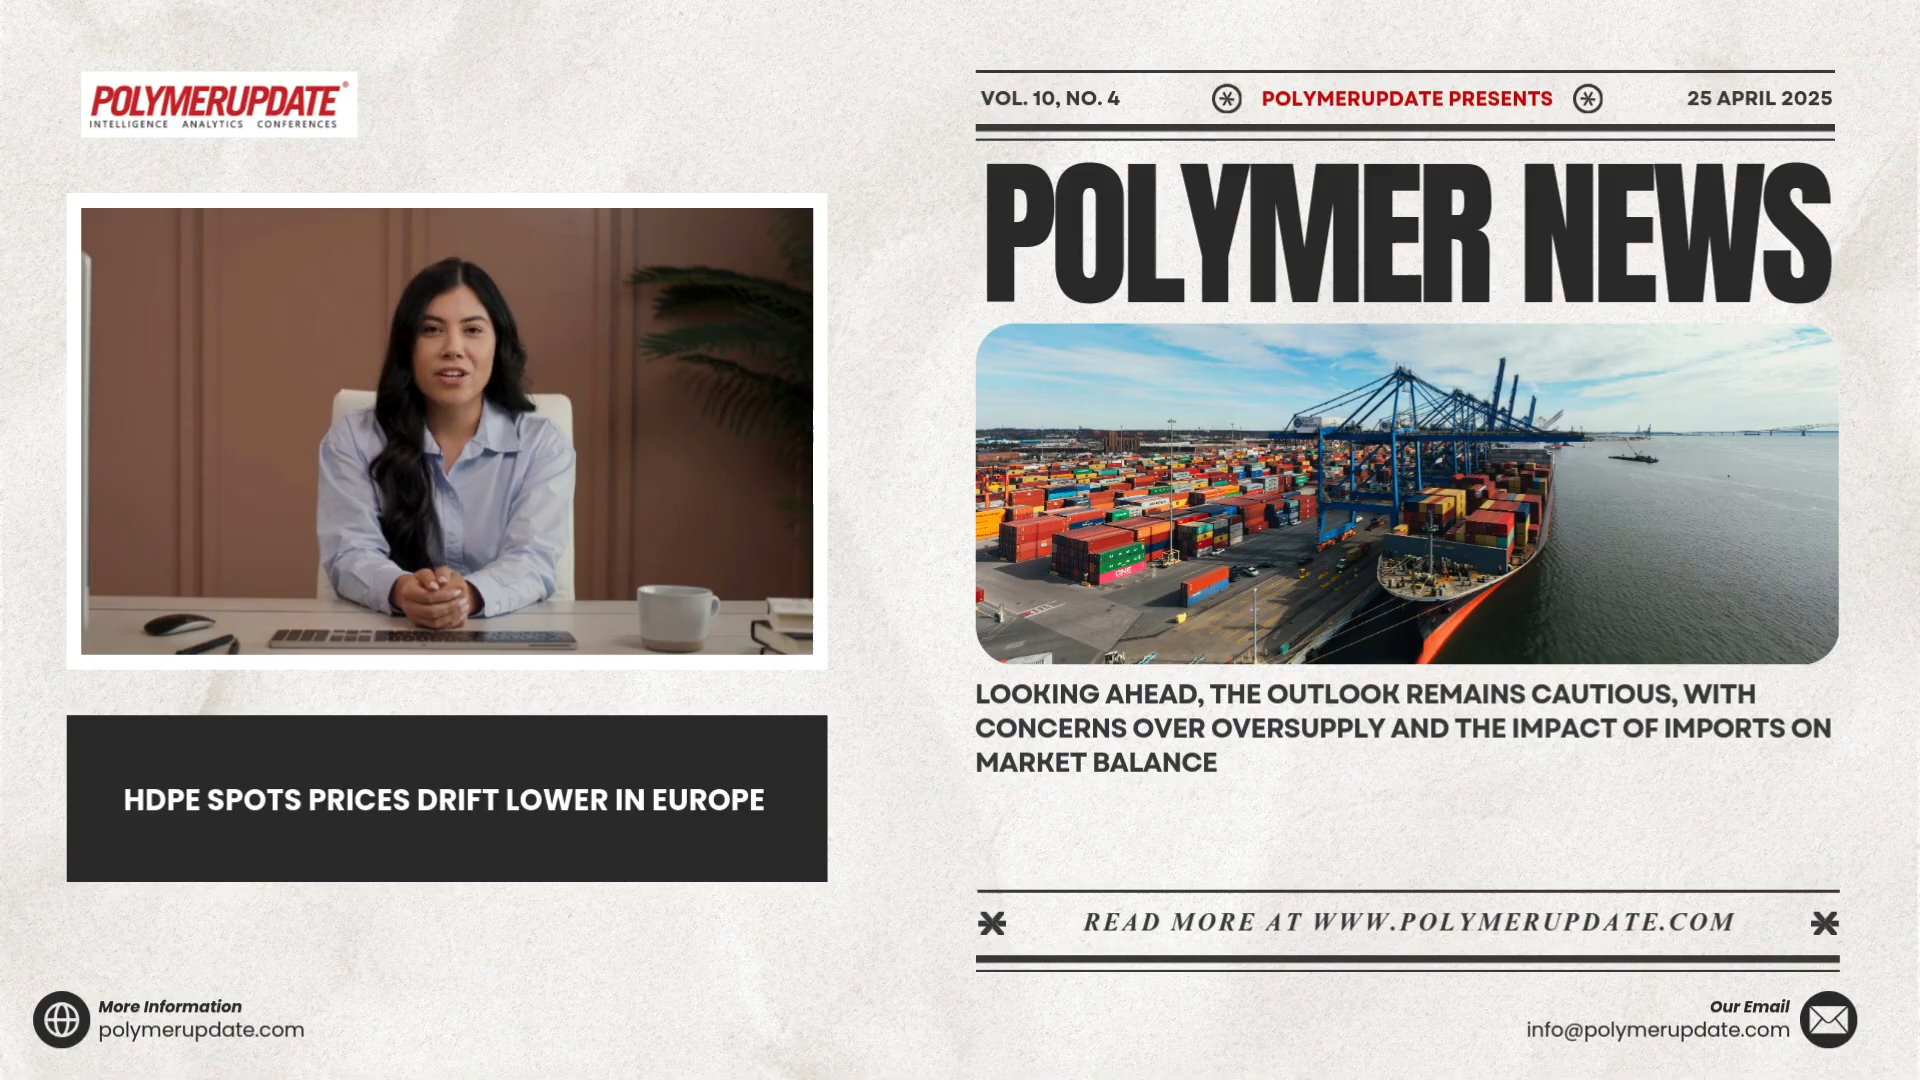 POLYMERUPDATE®
INTELLIGENCE ANALYTICS CONFERENCES
HDPE SPOTS PRICES DRIFT LOWER IN EUROPE
VOL. 10, NO. 4
POLYMERUPDATE PRESENTS
25 APRIL 2025
POLYMER NEWS
ONE
LOOKING AHEAD, THE OUTLOOK REMAINS CAUTIOUS, WITH
CONCERNS OVER OVERSUPPLY AND THE IMPACT OF IMPORTS ON
MARKET BALANCE
READ MORE AT WWW.POLYMERUPDATE.COM
More Information
polymerupdate.com
Our Email
info@polymerupdate.com